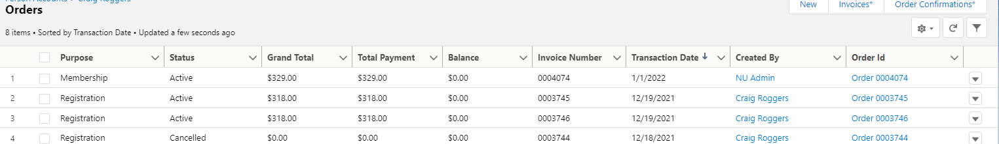 Person Accounts > Craig Roggers
Orders
New Invoices* Order Confirmations*
8 items • Sorted by Transaction Date • Updated a few seconds ago
Purpose Status Grand Total Total Payment Balance Invoice Number Transaction Date Created By Order Id
1 Membership Active $329.00 $329.00 $0.00 0004074 1/1/2022 NU Admin Order 0004074
2 Registration Active $318.00 $318.00 $0.00 0003745 12/19/2021 Craig Roggers Order 0003745
3 Registration Active $318.00 $318.00 $0.00 0003746 12/19/2021 Craig Roggers Order 0003746
4 Registration Cancelled $0.00 $0.00 $0.00 0003744 12/18/2021 Craig Roggers Order 0003744